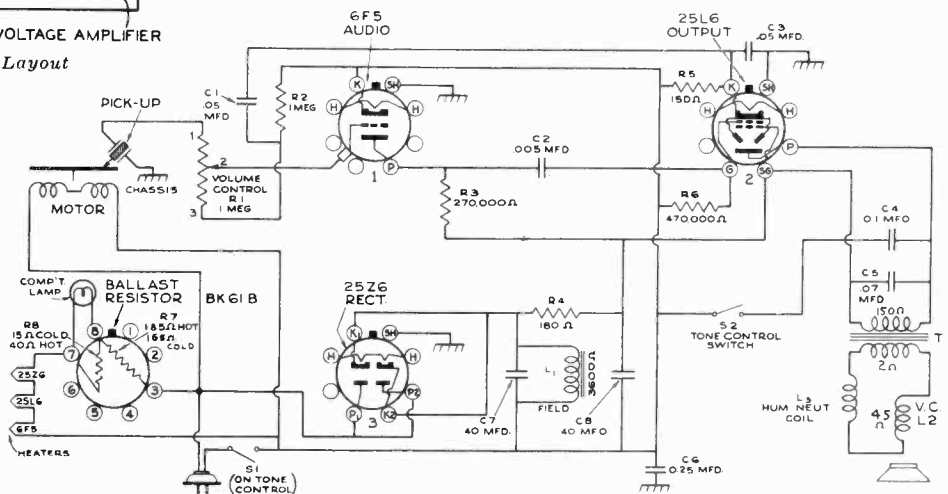 VOLTAGE AMPLIFIER
Layout
6F5
AUDIO
25L6
OUTPUT
C3
.05 MFD.
PICK-UP
C1
.05
MFD
R2
1 MEG
K
SH
H
H
P
1
R5
150Ω
K
SH
H
H
P
G
SG
2
1
2
3
VOLUME
CONTROL
R1
1 MEG
CHASSIS
MOTOR
C2
.005 MFD
R3
270,000Ω
R6
470,000Ω
C4
0.1 MFD
C5
.07
MFD
150Ω
T
2Ω
COMP'T.
LAMP
BALLAST
RESISTOR
BK61B
R8
15Ω COLD
40Ω HOT
R7
185Ω HOT
168Ω
COLD
8
1
7
2
6
3
5
4
25Z6
RECT.
K1
SH
H
H
P2
P1
K2
3
R4
180 Ω
L1
3600Ω
FIELD
C7
40 MFD.
C8
40 MFD
S2
TONE CONTROL
SWITCH
25Z6
25L6
6F5
HEATERS
S1
(ON TONE
CONTROL)
C6
0.25 MFD.
L3
HUM NEUT
COIL
45
Ω
V.C.
L2